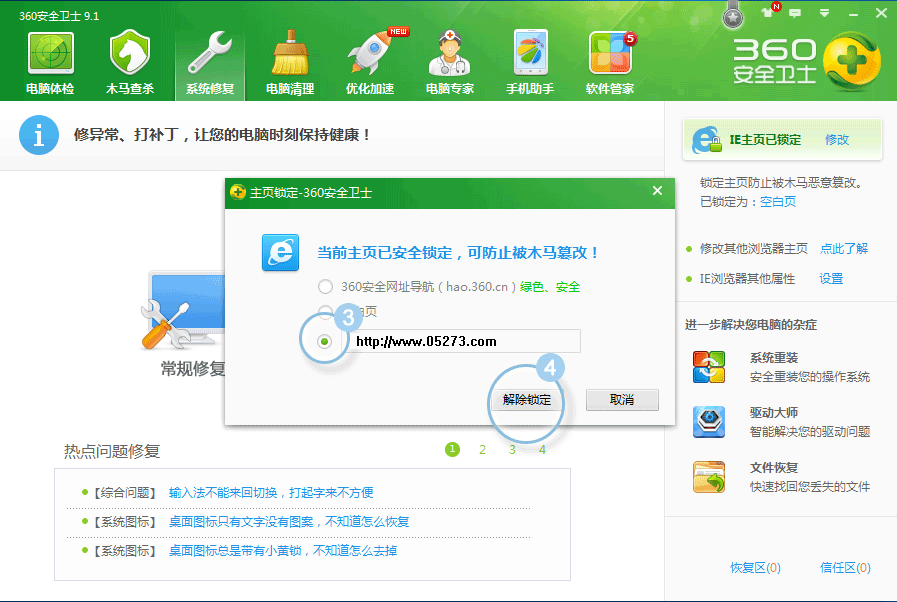 360安全卫士 9.1
N
电脑体检
木马查杀
系统修复
电脑清理
NEW
优化加速
电脑专家
手机助手
5
软件管家
360
安全卫士
修异常、打补丁，让您的电脑时刻保持健康！
IE主页已锁定 修改
锁定主页防止被木马恶意篡改。
已锁定为：空白页
修改其他浏览器主页 点此了解
IE浏览器其他属性 设置
进一步解决您电脑的杂症
系统重装
安全重装您的操作系统
驱动大师
智能解决您的驱动问题
文件恢复
快速找回您丢失的文件
恢复区(0) 信任区(0)
主页锁定-360安全卫士
当前主页已安全锁定，可防止被木马篡改！
360安全网址导航（hao.360.cn）绿色、安全
3
页
http://www.05273.com
4
解除锁定
取消
常规修复
热点问题修复
1 2 3 4
【综合问题】 输入法不能来回切换，打起字来不方便
【系统图标】 桌面图标只有文字没有图案，不知道怎么恢复
【系统图标】 桌面图标总是带有小黄锁，不知道怎么去掉